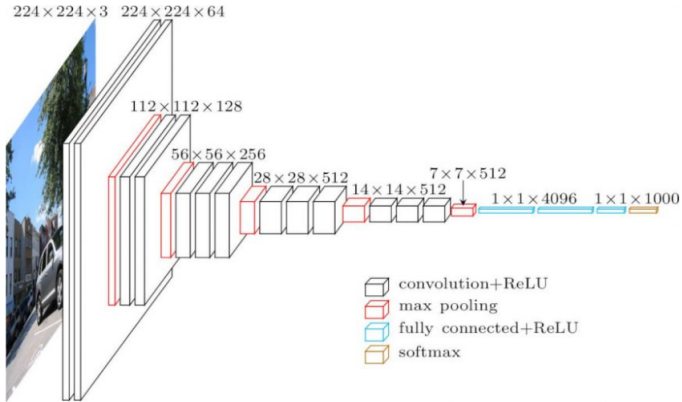 224×224×3
224×224×64
112×112×128
56×56×256
28×28×512
14×14×512
7×7×512
1×1×4096
1×1×1000
convolution+ReLU
max pooling
fully connected+ReLU
softmax